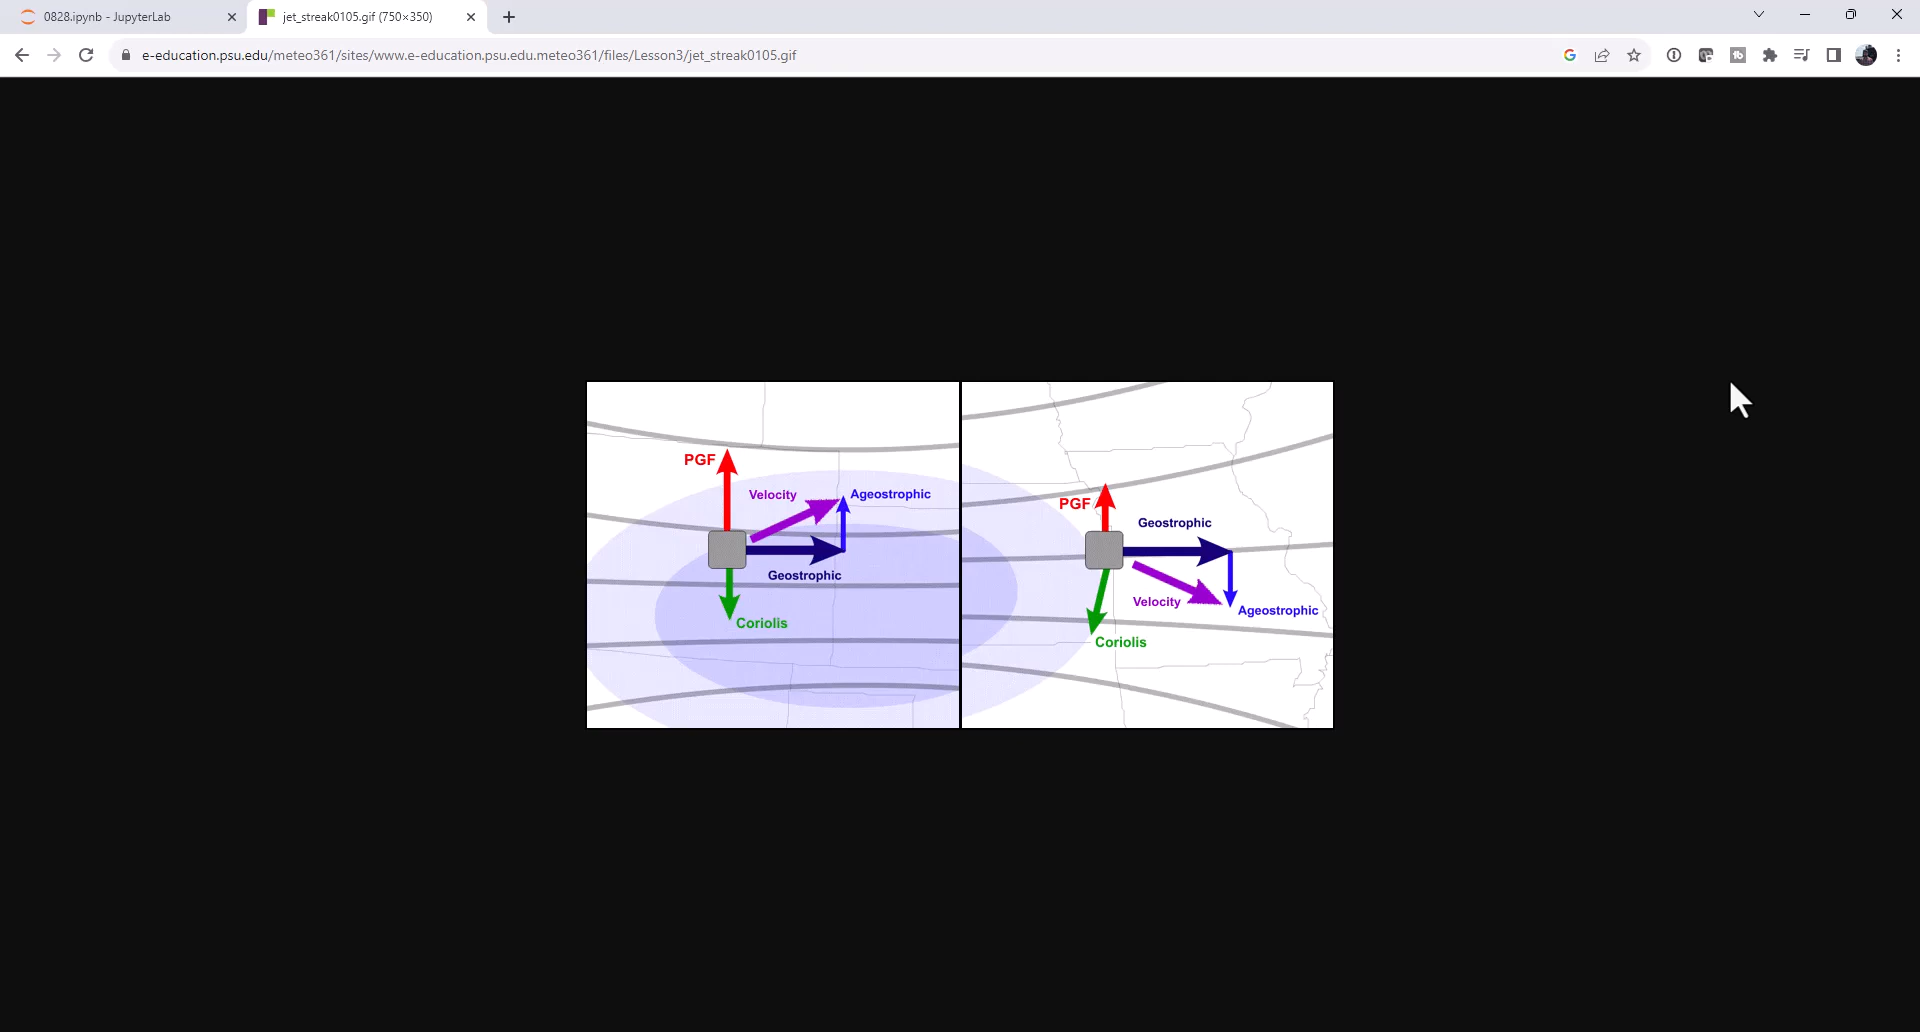 0828.ipynb - JupyterLab
jet_streak0105.gif (750×350)
e-education.psu.edu/meteo361/sites/www.e-education.psu.edu.meteo361/files/Lesson3/jet_streak0105.gif
PGF
Velocity
Ageostrophic
Geostrophic
Coriolis
PGF
Geostrophic
Velocity
Ageostrophic
Coriolis